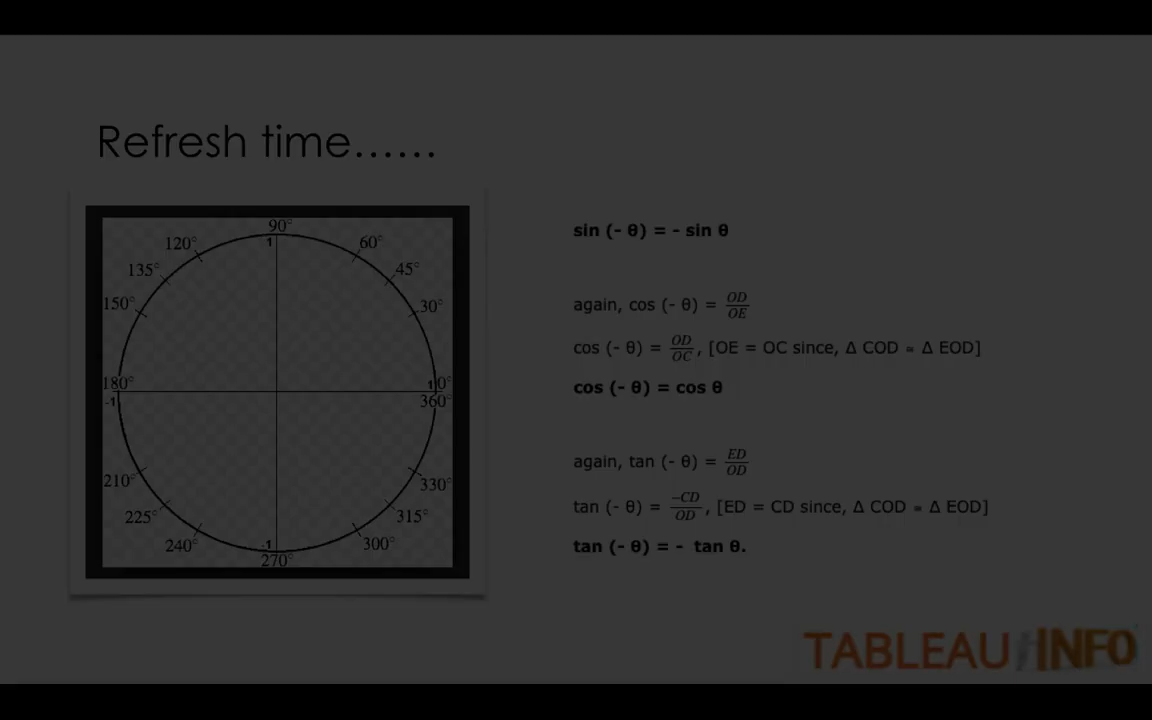 Refresh time......
90°
1
120°
60°
135°
45°
150°
30°
180°
1 0°
-1
360°
210°
330°
225°
315°
240°
-1
300°
270°
sin (- θ) = - sin θ
again, cos (- θ) = OD/OE
cos (- θ) = OD/OC, [OE = OC since, Δ COD ≅ Δ EOD]
cos (- θ) = cos θ
again, tan (- θ) = ED/OD
tan (- θ) = -CD/OD, [ED = CD since, Δ COD ≅ Δ EOD]
tan (- θ) = - tan θ.
TABLEAU INFO